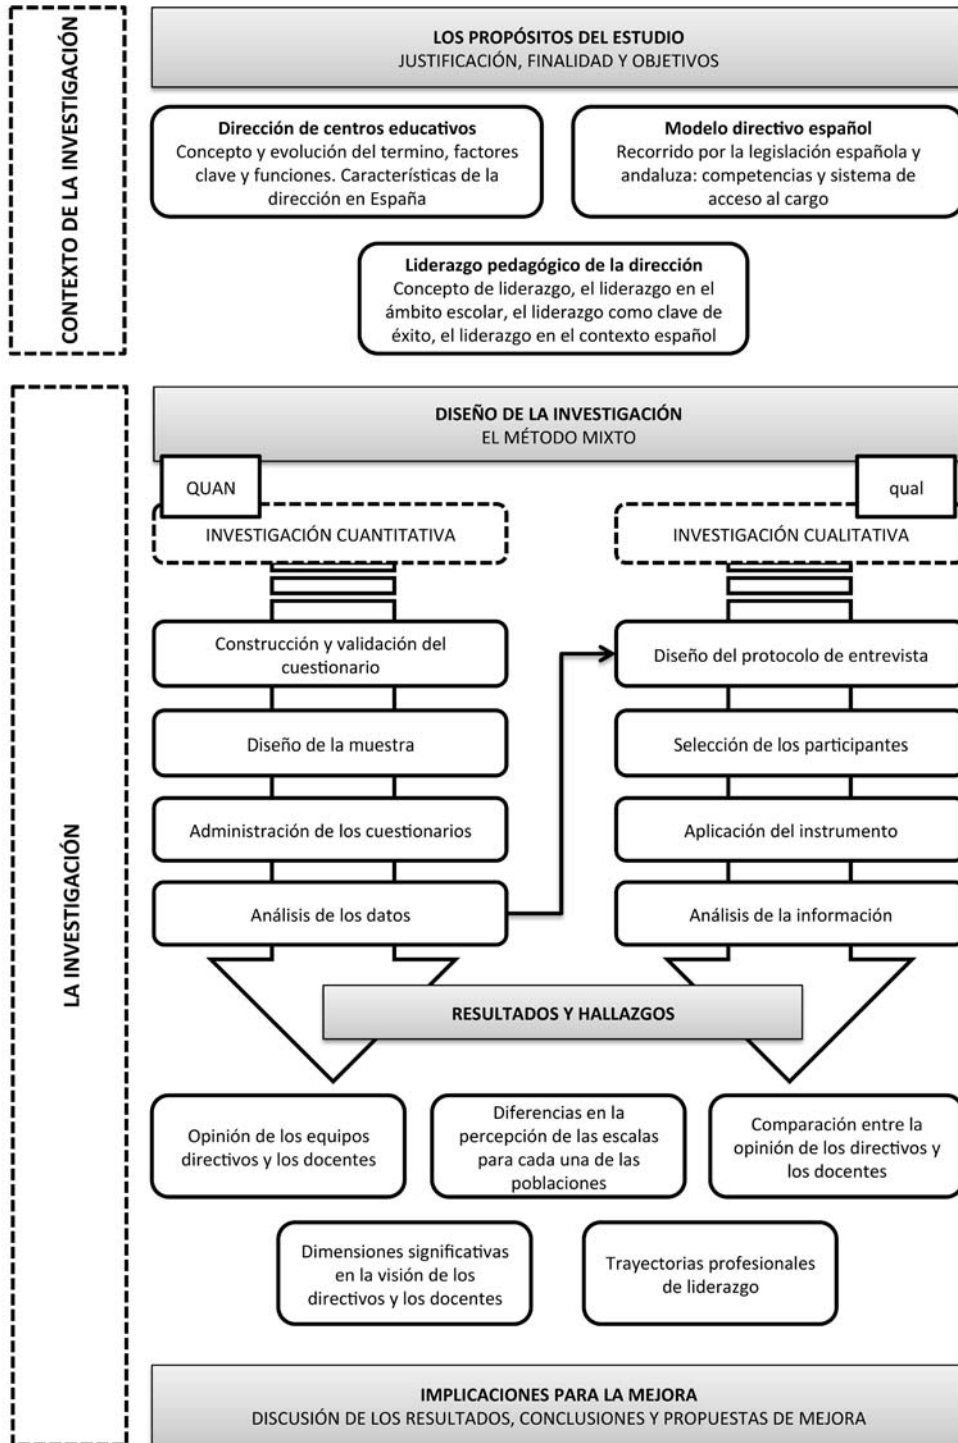 CONTEXTO DE LA INVESTIGACIÓN
LOS PROPÓSITOS DEL ESTUDIO
JUSTIFICACIÓN, FINALIDAD Y OBJETIVOS
Dirección de centros educativos
Concepto y evolución del termino, factores
clave y funciones. Características de la
dirección en España
Modelo directivo español
Recorrido por la legislación española y
andaluza: competencias y sistema de
acceso al cargo
Liderazgo pedagógico de la dirección
Concepto de liderazgo, el liderazgo en el
ámbito escolar, el liderazgo como clave de
éxito, el liderazgo en el contexto español
LA INVESTIGACIÓN
DISEÑO DE LA INVESTIGACIÓN
EL MÉTODO MIXTO
QUAN
INVESTIGACIÓN CUANTITATIVA
Construcción y validación del
cuestionario
Diseño de la muestra
Administración de los cuestionarios
Análisis de los datos
qual
INVESTIGACIÓN CUALITATIVA
Diseño del protocolo de entrevista
Selección de los participantes
Aplicación del instrumento
Análisis de la información
RESULTADOS Y HALLAZGOS
Opinión de los equipos
directivos y los docentes
Diferencias en la
percepción de las escalas
para cada una de las
poblaciones
Comparación entre la
opinión de los directivos y
los docentes
Dimensiones significativas
en la visión de los
directivos y los docentes
Trayectorias profesionales
de liderazgo
IMPLICACIONES PARA LA MEJORA
DISCUSIÓN DE LOS RESULTADOS, CONCLUSIONES Y PROPUESTAS DE MEJORA